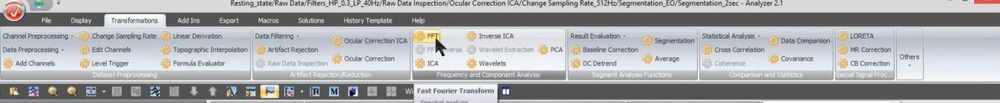 Resting_state/Raw Data/Filters_HP_0.3_LP_40Hz/Raw Data Inspection/Ocular Correction ICA/Change Sampling Rate_512Hz/Segmentation_EO/Segmentation_2sec - Analyzer 2.1
File Display Transformations Add Ins Export Macros Solutions History Template Help
Channel Preprocessing Change Sampling Rate Linear Derivation Data Filtering Ocular Correction ICA FFT Inverse ICA Result Evaluation Segmentation Statistical Analysis Data Comparison LORETA
Data Preprocessing Edit Channels Topographic Interpolation Artifact Rejection Wavelet Extraction PCA Baseline Correction Cross Correlation MR Correction Others
Add Channels Level Trigger Formula Evaluator Raw Data Inspection Ocular Correction ICA Wavelets DC Detrend Average Coherence Covariance CB Correction
Dataset Preprocessing Artifact Rejection/Reduction Frequency and Component Analysis Segment Analysis Functions Comparison and Statistics Special Signal Proc...
Fast Fourier Transform
Spectral analysis